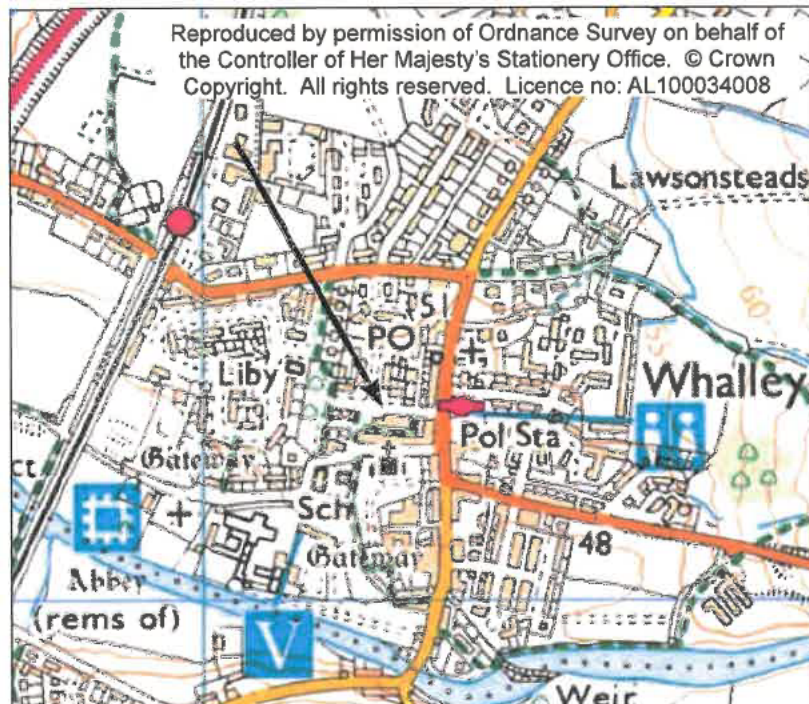 Reproduced by permission of Ordnance Survey on behalf of
the Controller of Her Majesty's Stationery Office. © Crown
Copyright. All rights reserved. Licence no: AL100034008
Lawsonsteads
51
PO
P
60
Liby
Whalley
Pol Sta
Gateway
Sch
48
Gateway
Abbey
(rems of)
V
Weir